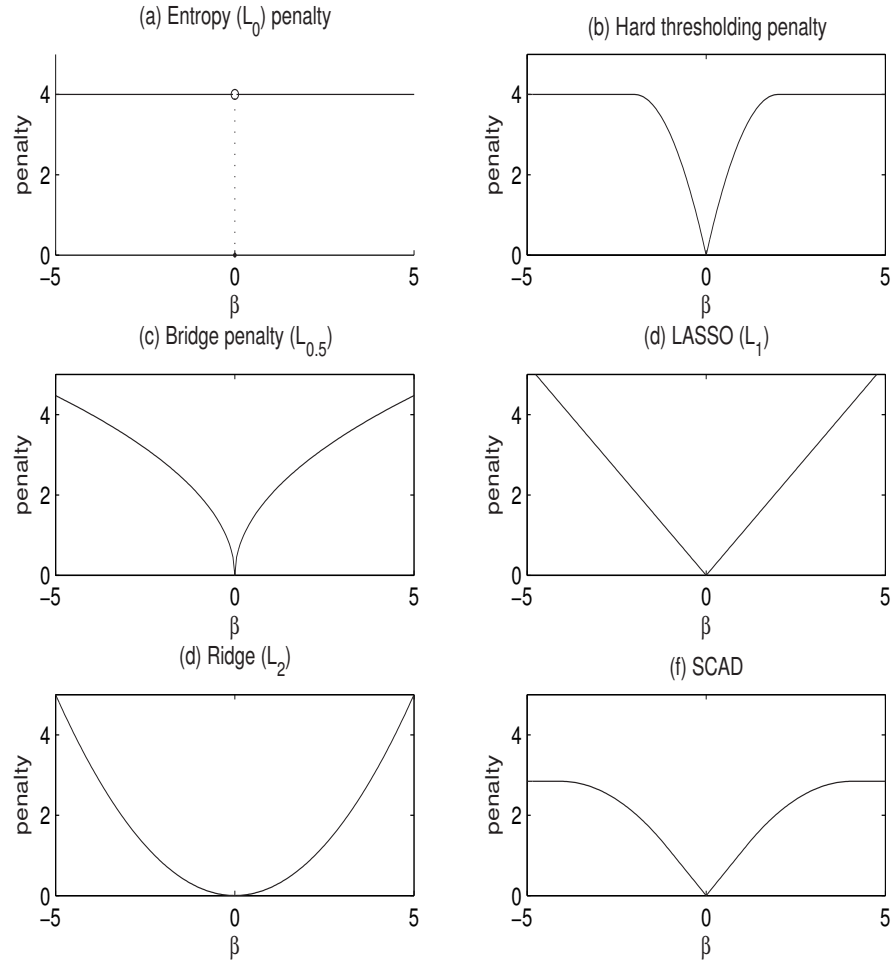 (a) Entropy (L0) penalty
penalty
4
2
0
−5
0
5
β
(b) Hard thresholding penalty
penalty
4
2
0
−5
0
5
β
(c) Bridge penalty (L0.5)
penalty
4
2
0
−5
0
5
β
(d) LASSO (L1)
penalty
4
2
0
−5
0
5
β
(d) Ridge (L2)
penalty
4
2
0
−5
0
5
β
(f) SCAD
penalty
4
2
0
−5
0
5
β